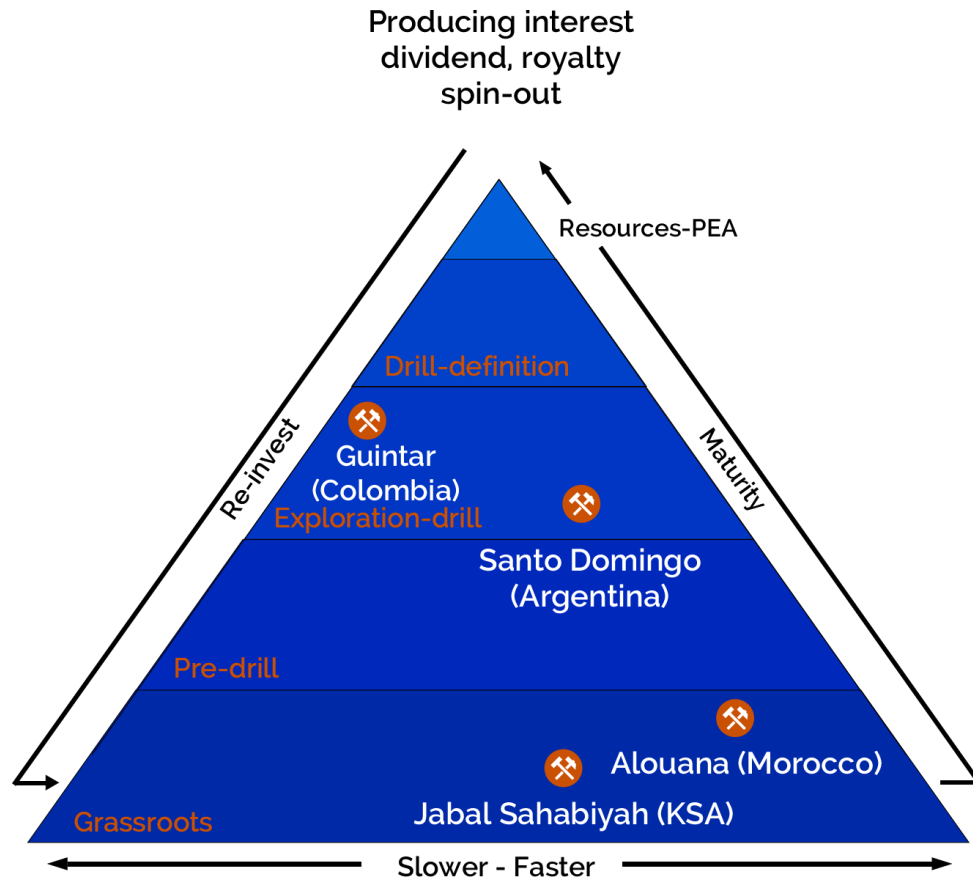 Producing interest
dividend, royalty
spin-out
Resources-PEA
Drill-definition
Re-invest
Maturity
Guintar
(Colombia)
Exploration-drill
Santo Domingo
(Argentina)
Pre-drill
Alouana (Morocco)
Jabal Sahabiyah (KSA)
Grassroots
Slower - Faster